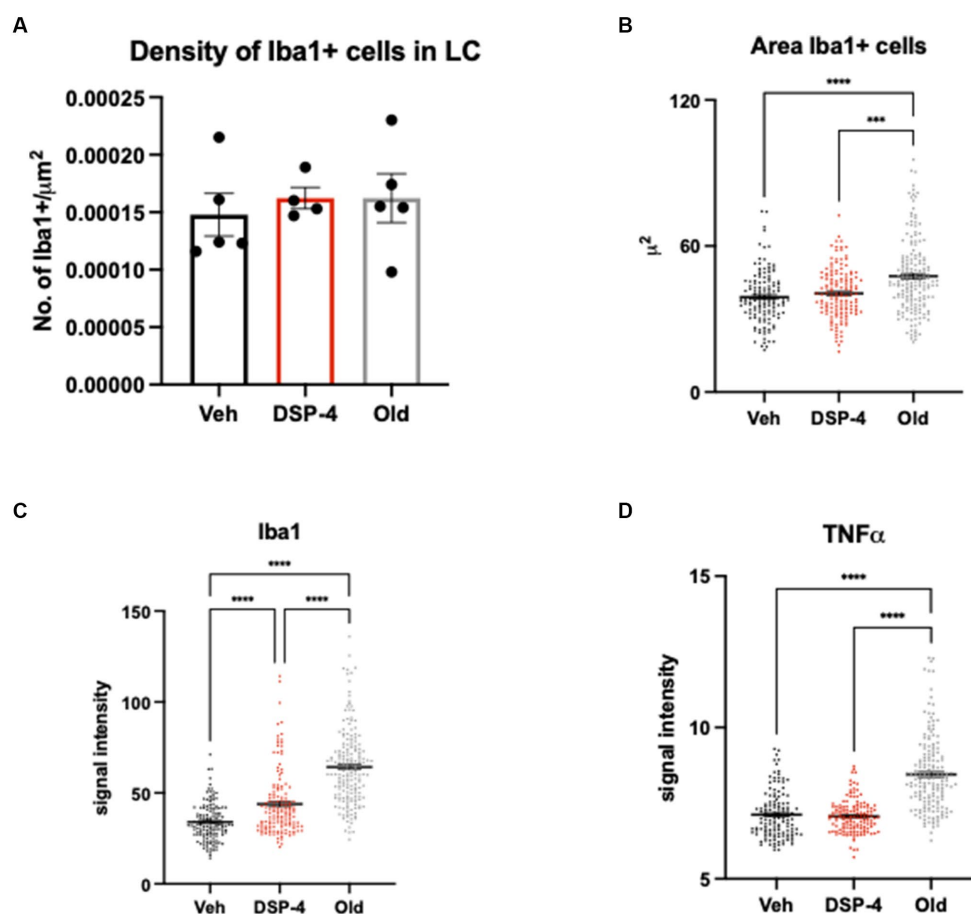 A
Density of Iba1+ cells in LC
No. of Iba1+/μm²
0.00025
0.00020
0.00015
0.00010
0.00005
0.00000
Veh DSP-4 Old
B
Area Iba1+ cells
****
***
μ²
120
60
0
Veh DSP-4 Old
C
Iba1
****
**** ****
signal intensity
150
100
50
0
Veh DSP-4 Old
D
TNFα
****
****
signal intensity
15
10
5
Veh DSP-4 Old